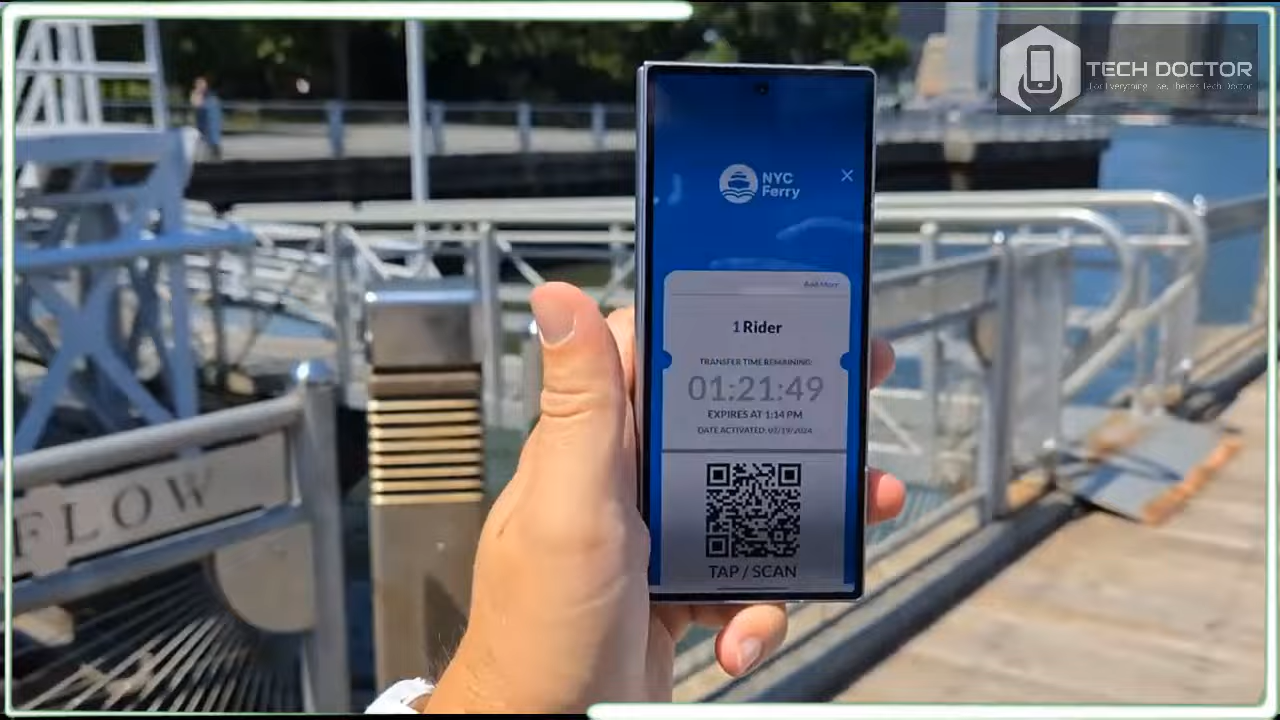 TECH DOCTOR
NYC
Ferry
Add More
1 Rider
TRANSFER TIME REMAINING:
01:21:49
EXPIRES AT 1:14 PM
DATE ACTIVATED: 07/19/2024
TAP / SCAN
FLOW